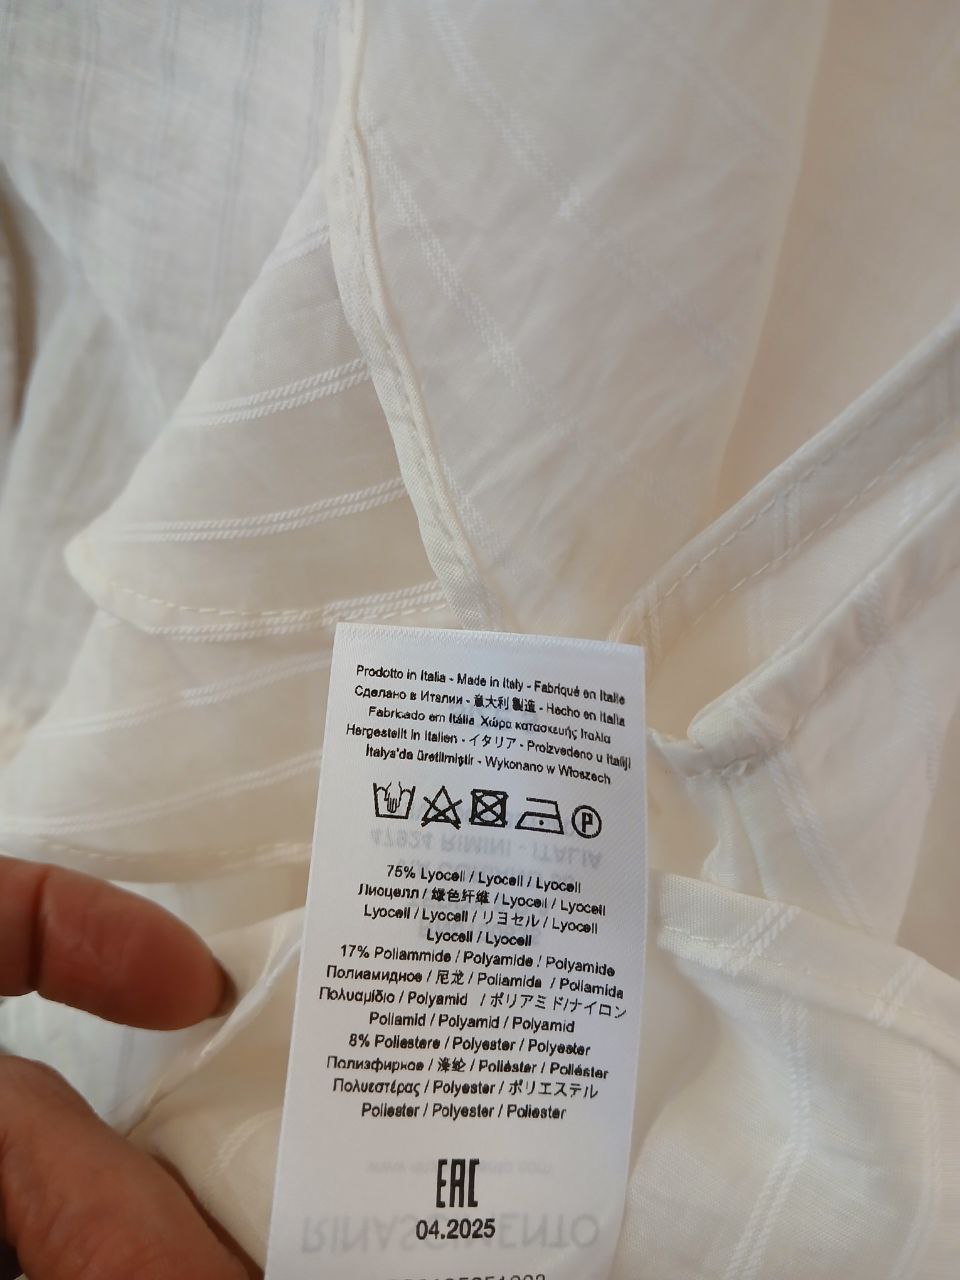 Prodotto in Italia - Made in Italy - Fabriqué en Italie
Сделано в Италии - 意大利 製造 - Hecho en Italia
Fabricado em Itália Χώρα κατασκευής Ιταλία
Hergestellt in Italien - イタリア - Proizvedeno u Italiji
İtalya'da üretilmiştir - Wykonano w Włoszech
P
47924 RIMINI - ITALIA
75% Lyocell / Lyocell / Lyocell
Лиоцелл / 绿色纤维 / Lyocell / Lyocell
Lyocell / Lyocell / リヨセル / Lyocell
Lyocell / Lyocell
17% Poliammide / Polyamide / Polyamide
Полиамидное / 尼龙 / Poliamida / Poliamida
Πολυαμίδιο / Polyamid / ポリアミド/ナイロン
Poliamid / Polyamid / Polyamid
8% Poliestere / Polyester / Polyester
Полиэфирное / 涤纶 / Poliéster / Poliéster
Πολυεστέρας / Polyester / ポリエステル
Poliester / Polyester / Poliester
EAC
RINASCIMENTO
04.2025